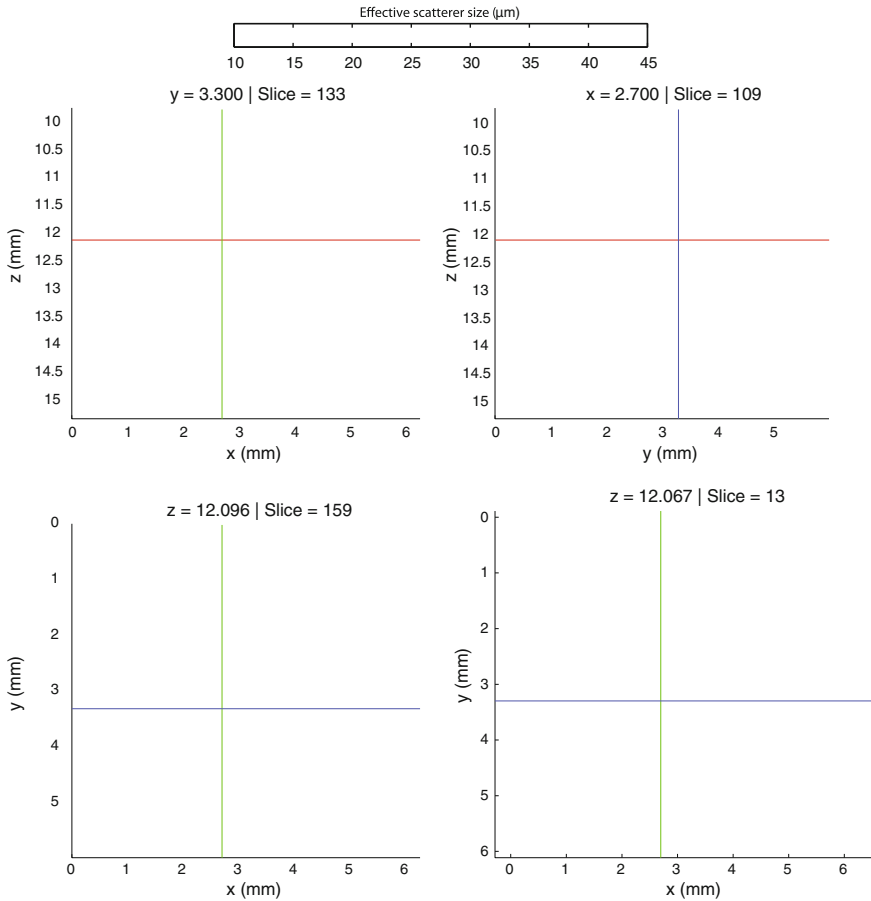 Effective scatterer size (μm)
10 15 20 25 30 35 40 45
y = 3.300 | Slice = 133
10
10.5
11
11.5
12
12.5
13
13.5
14
14.5
15
z (mm)
0 1 2 3 4 5 6
x (mm)
x = 2.700 | Slice = 109
10
10.5
11
11.5
12
12.5
13
13.5
14
14.5
15
z (mm)
0 1 2 3 4 5
y (mm)
z = 12.096 | Slice = 159
0
1
2
3
4
5
y (mm)
0 1 2 3 4 5 6
x (mm)
z = 12.067 | Slice = 13
0
1
2
3
4
5
6
y (mm)
0 1 2 3 4 5 6
x (mm)